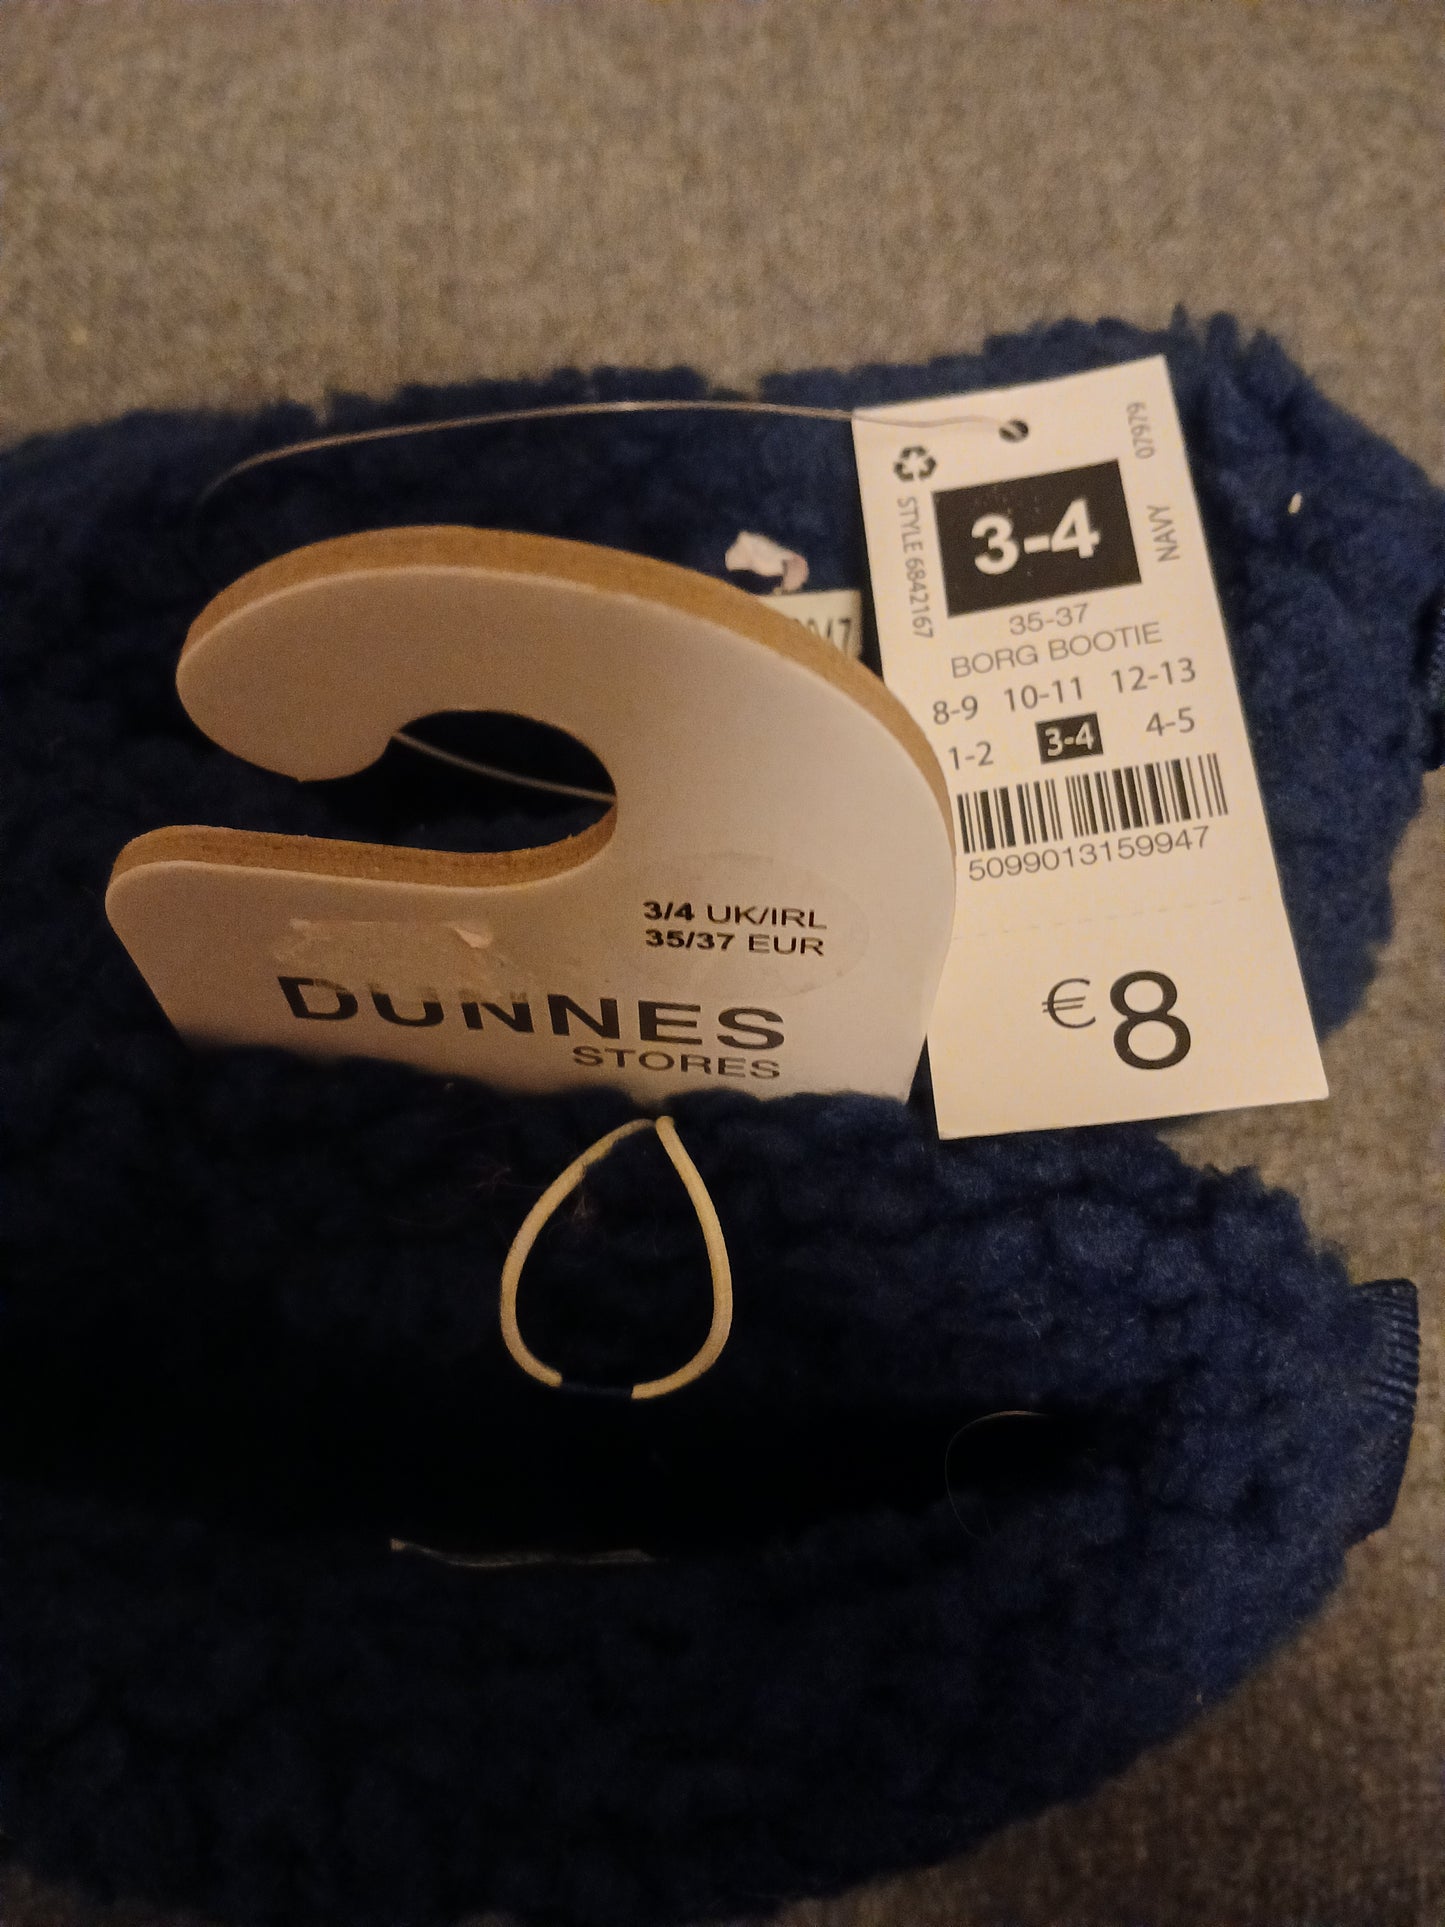 07979
3-4
STYLE 6842167
NAVY
35-37
BORG BOOTIE
8-9 10-11 12-13
1-2 3-4 4-5
5099013159947
€8
3/4 UK/IRL
35/37 EUR
DUNNES
STORES